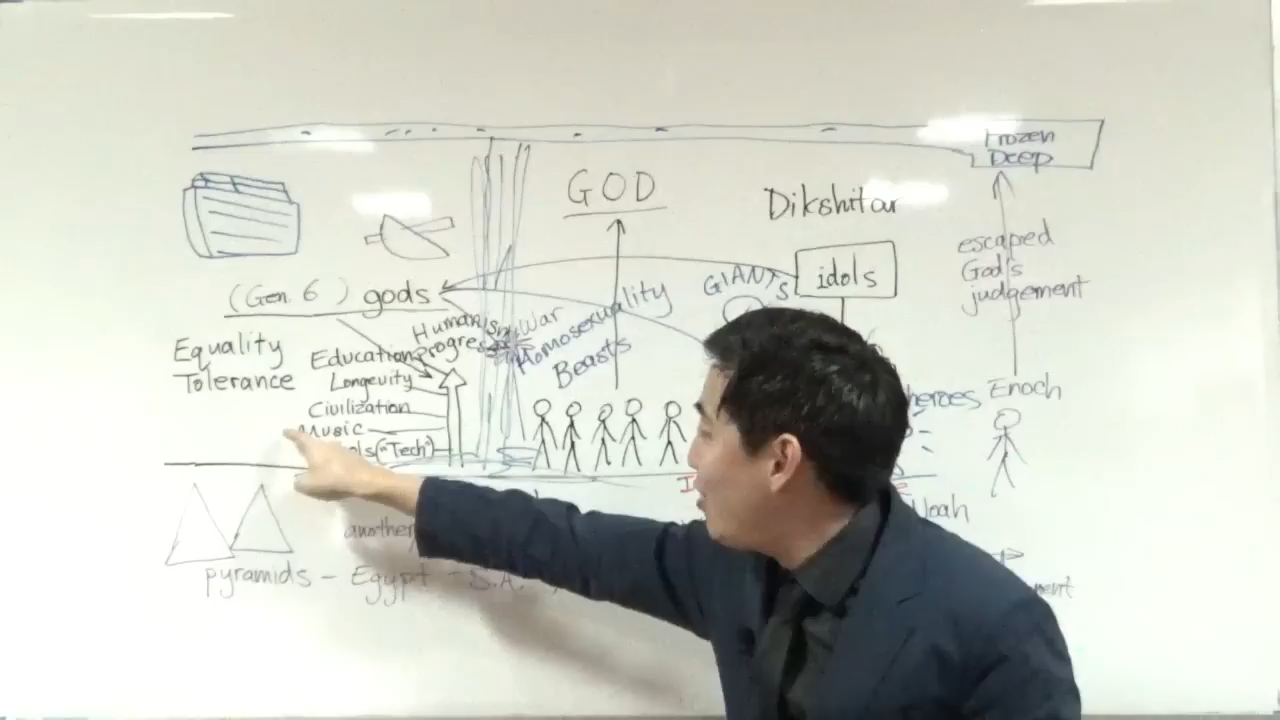 Frozen
Deep
GOD
Dikshitar
escaped
God's
judgement
idols
GIANTS
(Gen. 6) gods
Humanism
Progress
War
Homosexuality
Beasts
Equality
Tolerance
Education
Longevity
Civilization
Music
("Tech")
heroes
Enoch
Noah
another
pyramids - Egypt - S.A.